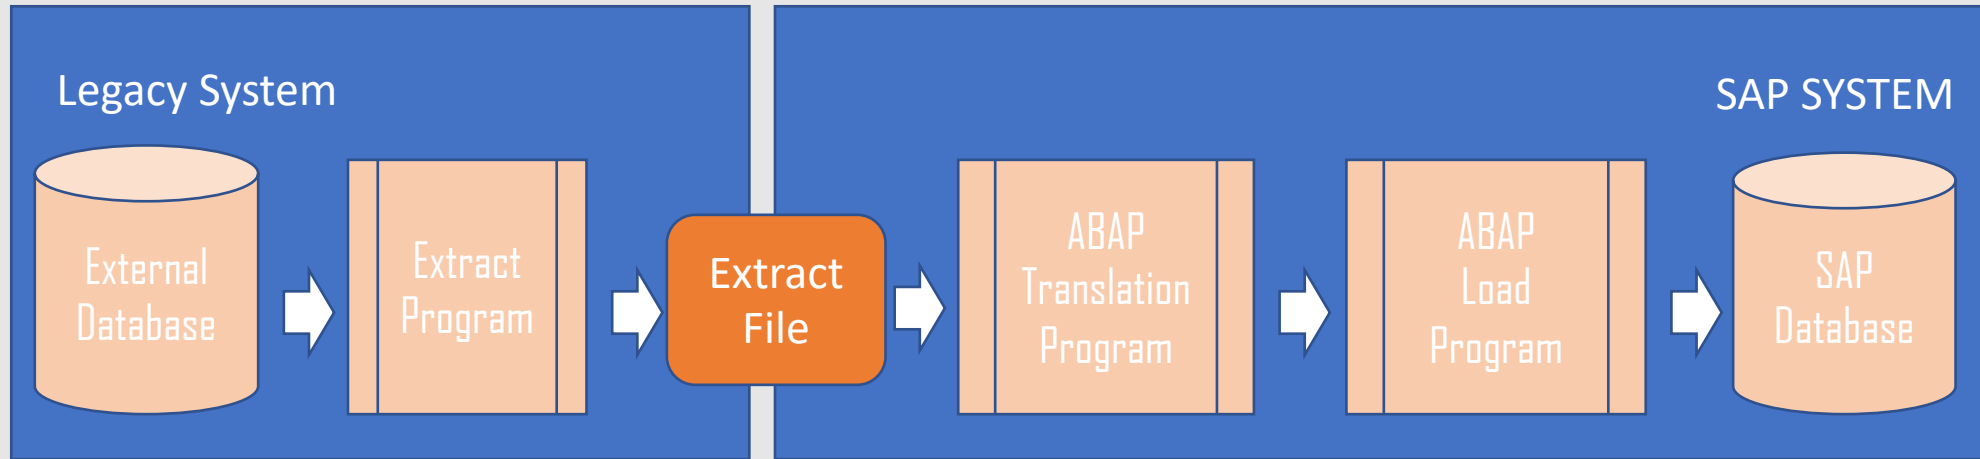 Legacy System
SAP SYSTEM
External
Database
Extract
Program
Extract
File
ABAP
Translation
Program
ABAP
Load
Program
SAP
Database